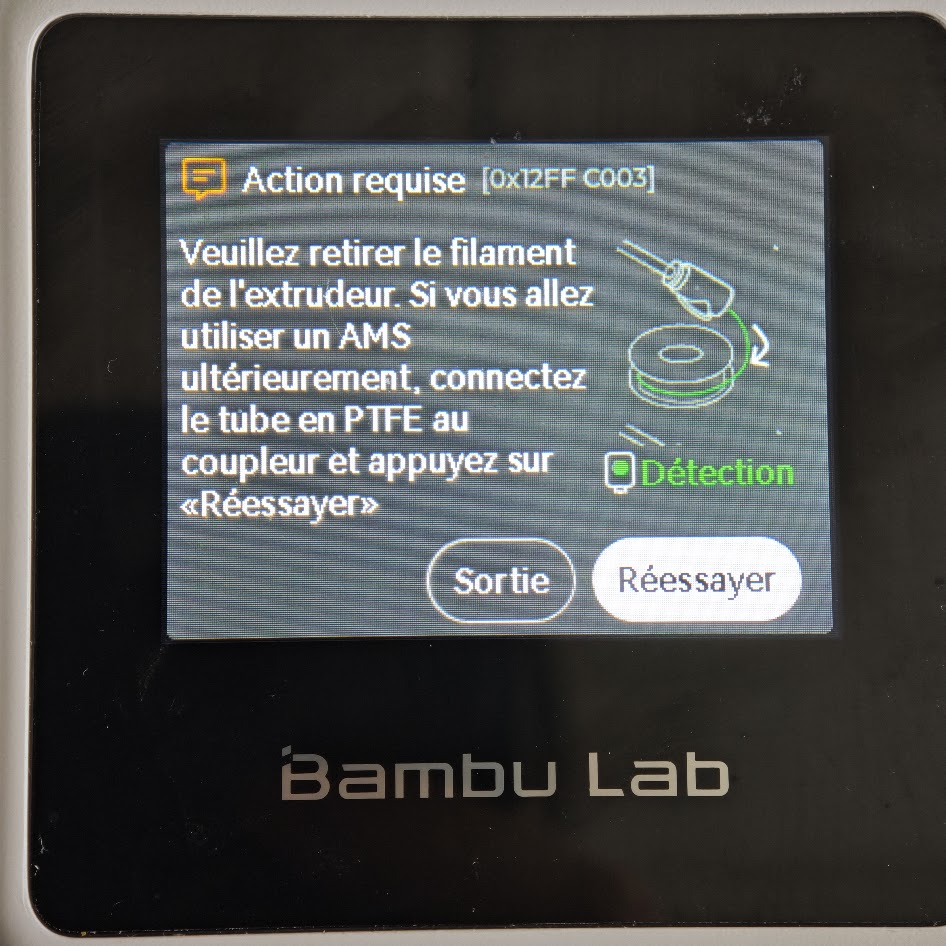 Action requise [0x12FF C003]
Veuillez retirer le filament
de l'extrudeur. Si vous allez
utiliser un AMS
ultérieurement, connectez
le tube en PTFE au
coupleur et appuyez sur
«Réessayer»
Détection
Sortie
Réessayer
Bambu Lab